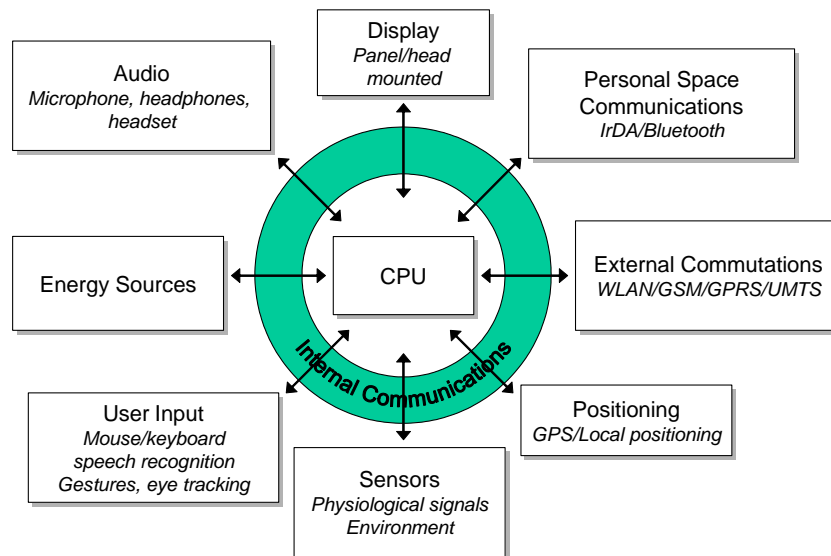 Display
Panel/head
mounted
Audio
Microphone, headphones,
headset
Personal Space
Communications
IrDA/Bluetooth
Energy Sources
CPU
External Commutations
WLAN/GSM/GPRS/UMTS
Internal Communications
User Input
Mouse/keyboard
speech recognition
Gestures, eye tracking
Sensors
Physiological signals
Environment
Positioning
GPS/Local positioning